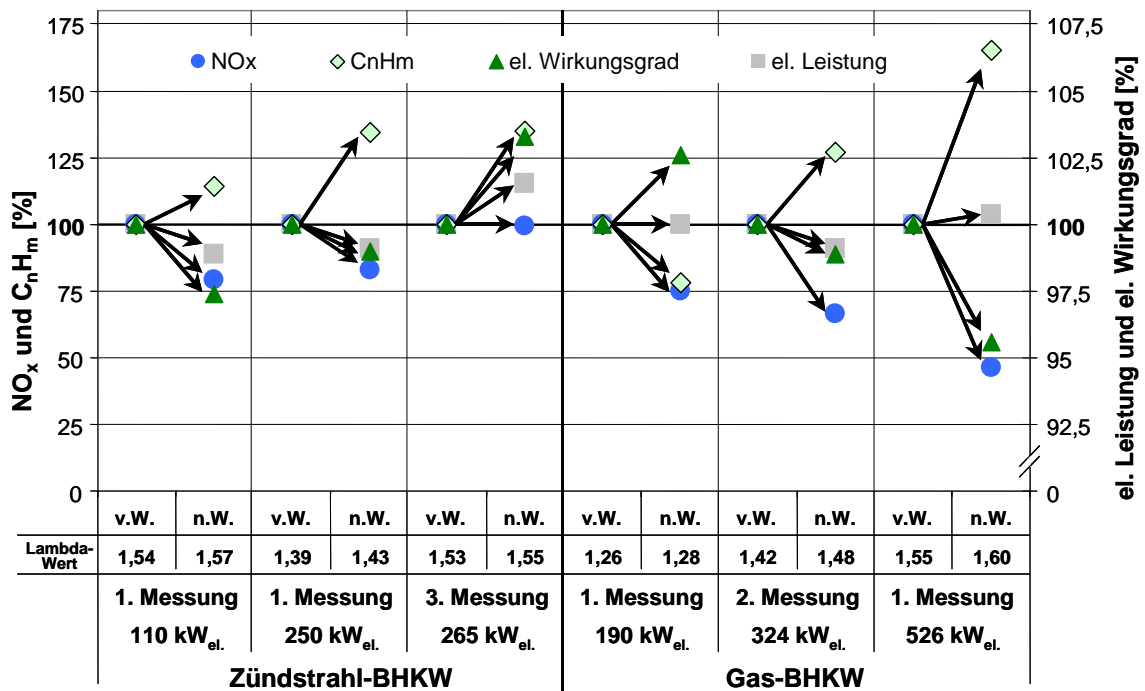 175 107,5
NOx CnHm el. Wirkungsgrad el. Leistung
150 105
125 102,5
100 100
75 97,5
50 95
25 92,5
0 0
NOx und CnHm [%]
el. Leistung und el. Wirkungsgrad [%]
v.W. n.W. v.W. n.W. v.W. n.W. v.W. n.W. v.W. n.W. v.W. n.W.
Lambda-
Wert 1,54 1,57 1,39 1,43 1,53 1,55 1,26 1,28 1,42 1,48 1,55 1,60
1. Messung 1. Messung 3. Messung 1. Messung 2. Messung 1. Messung
110 kWel. 250 kWel. 265 kWel. 190 kWel. 324 kWel. 526 kWel.
Zündstrahl-BHKW Gas-BHKW